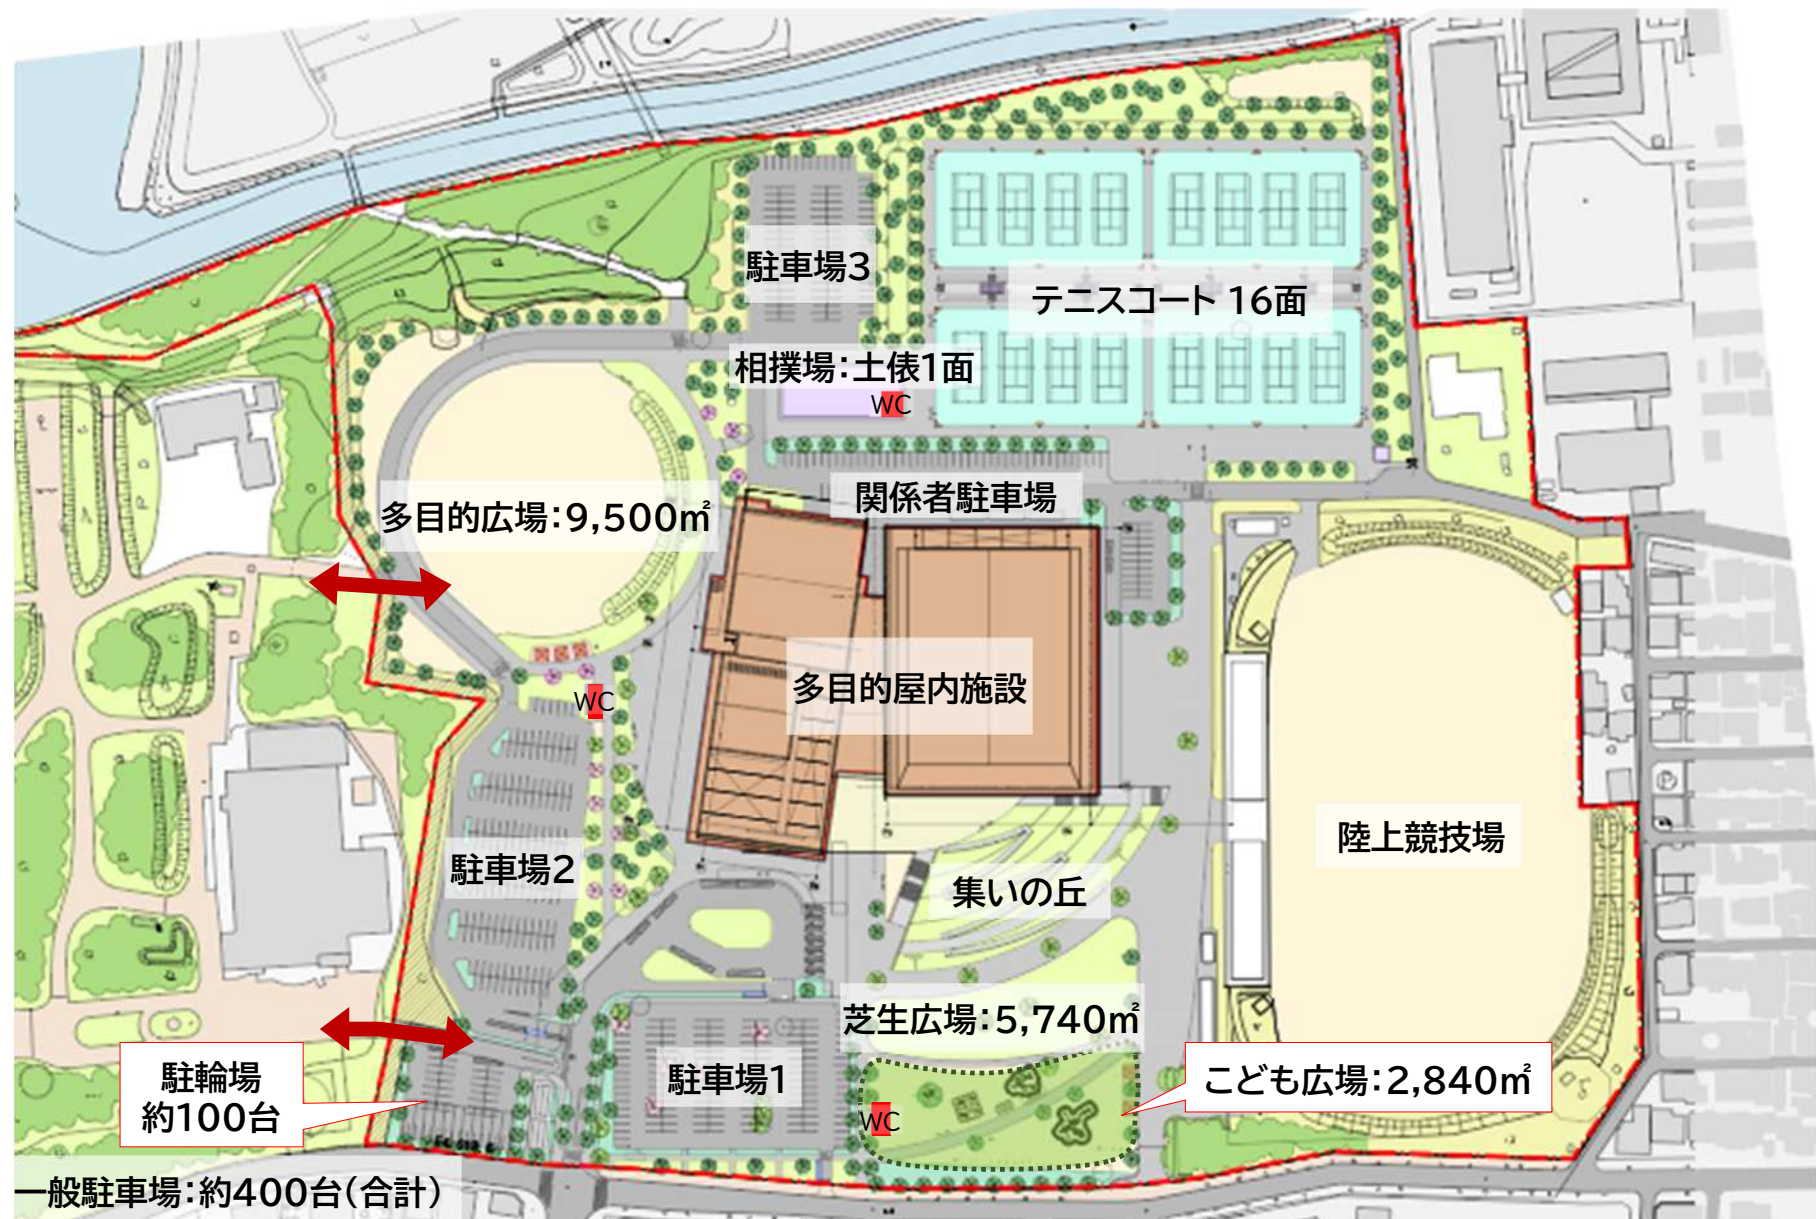 駐車場3
テニスコート 16面
相撲場：土俵1面
WC
関係者駐車場
多目的広場：9,500㎡
多目的屋内施設
WC
陸上競技場
駐車場2
集いの丘
芝生広場：5,740㎡
駐車場1
こども広場：2,840㎡
WC
駐輪場
約100台
一般駐車場：約400台（合計）